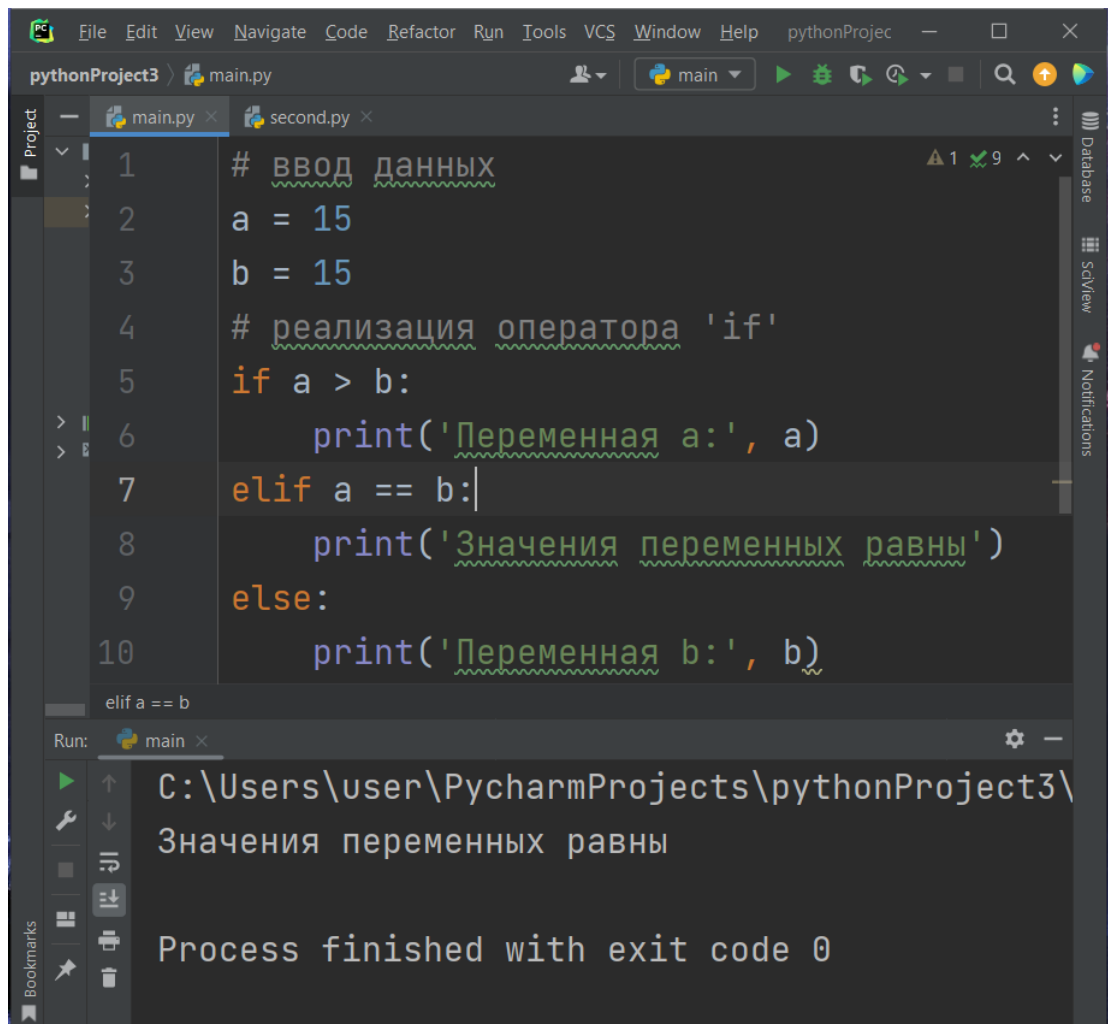 PC
File Edit View Navigate Code Refactor Run Tools VCS Window Help pythonProjec
pythonProject3 main.py
main
Project
main.py
second.py
1 # ввод данных
2 a = 15
3 b = 15
4 # реализация оператора 'if'
5 if a > b:
6 print('Переменная a:', a)
7 elif a == b:
8 print('Значения переменных равны')
9 else:
10 print('Переменная b:', b)
1 9
Database
SciView
Notifications
elif a == b
Run: main
C:\Users\user\PycharmProjects\pythonProject3\
Значения переменных равны
Process finished with exit code 0
Bookmarks